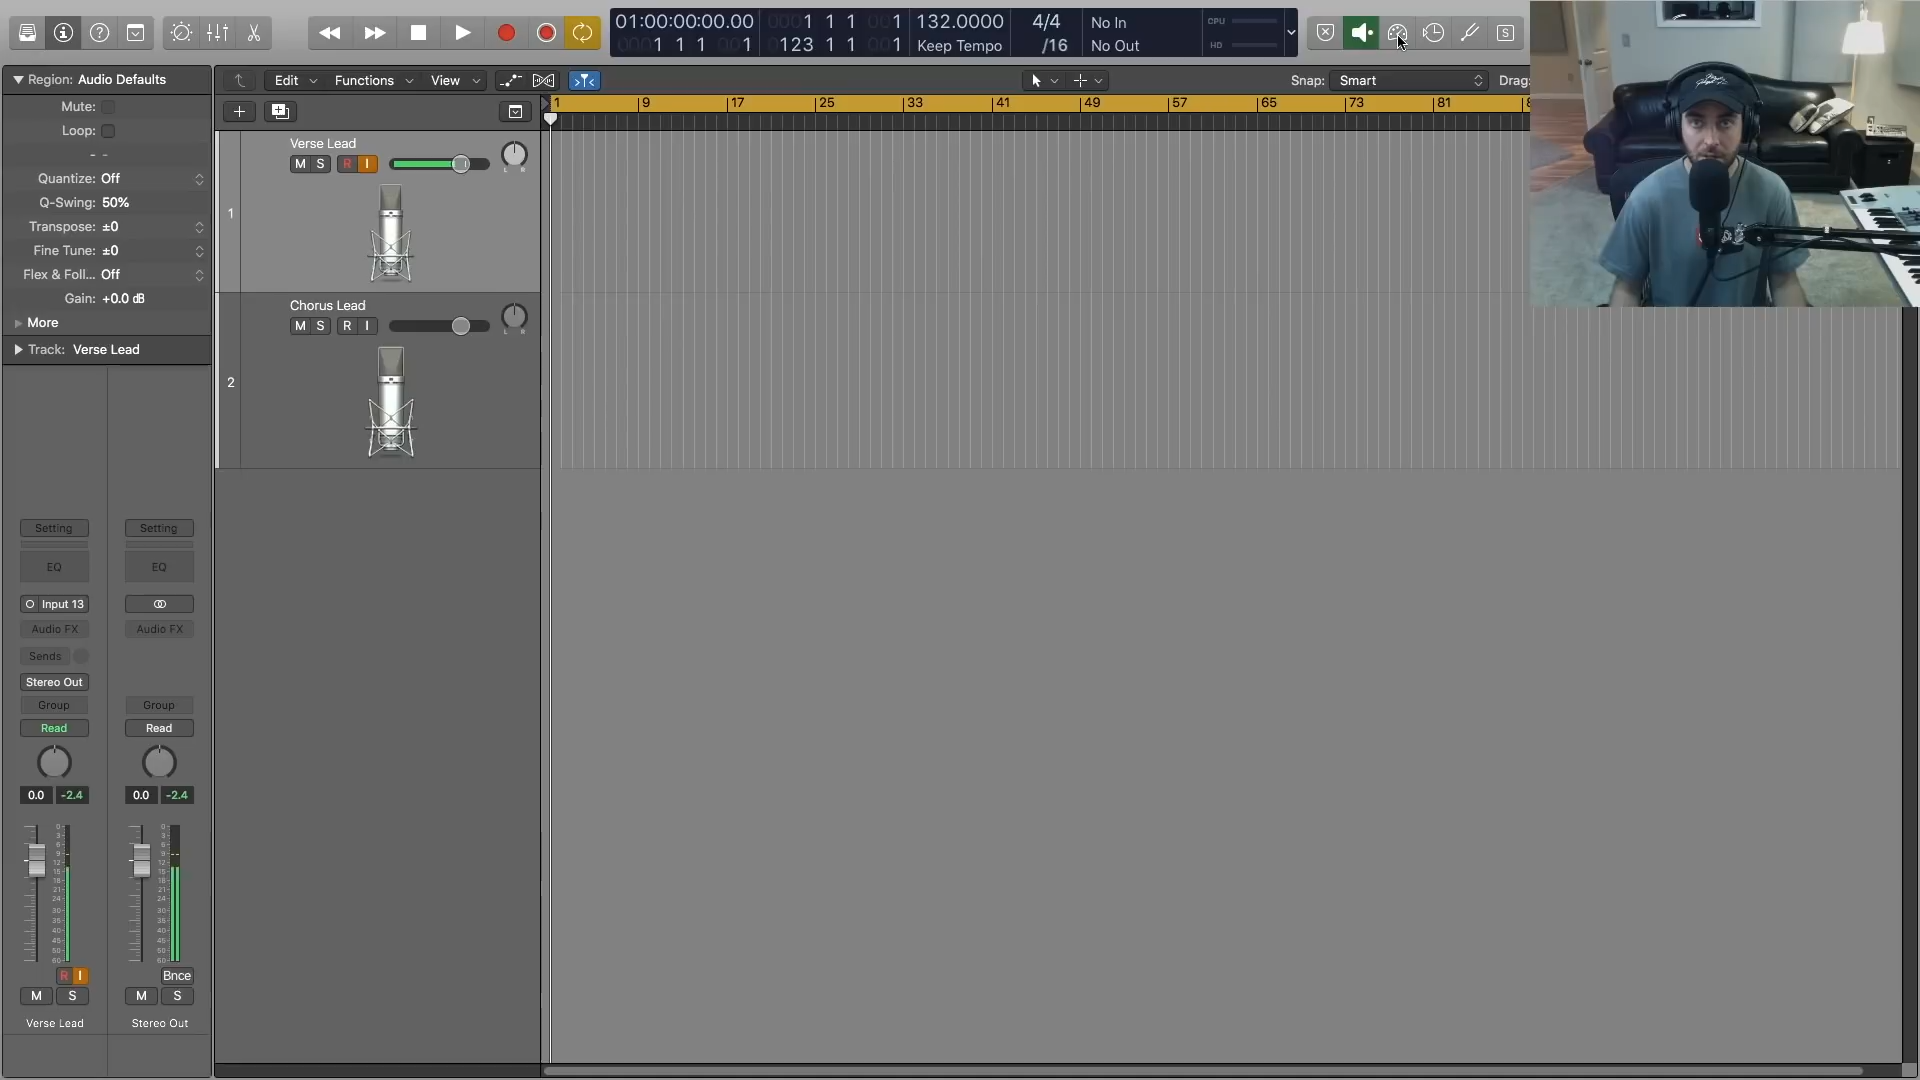 01:00:00:00.00
1 1 1 1
132.0000
4/4
No In
CPU
1 1 1 1
123 1 1 1
Keep Tempo
/16
No Out
HD
S
Region: Audio Defaults
Edit
Functions
View
Snap: Smart
Drag:
Mute:
Loop:
- -
Quantize: Off
Q-Swing: 50%
Transpose: ±0
Fine Tune: ±0
Flex & Foll... Off
Gain: +0.0 dB
More
Track: Verse Lead
1
9
17
25
33
41
49
57
65
73
81
Verse Lead
M S R I
L R
1
Chorus Lead
M S R I
L R
2
Setting
Setting
EQ
EQ
Input 13
Audio FX
Audio FX
Sends
Stereo Out
Group
Group
Read
Read
0.0 -2.4
0.0 -2.4
R I
Bnce
M S
M S
Verse Lead
Stereo Out